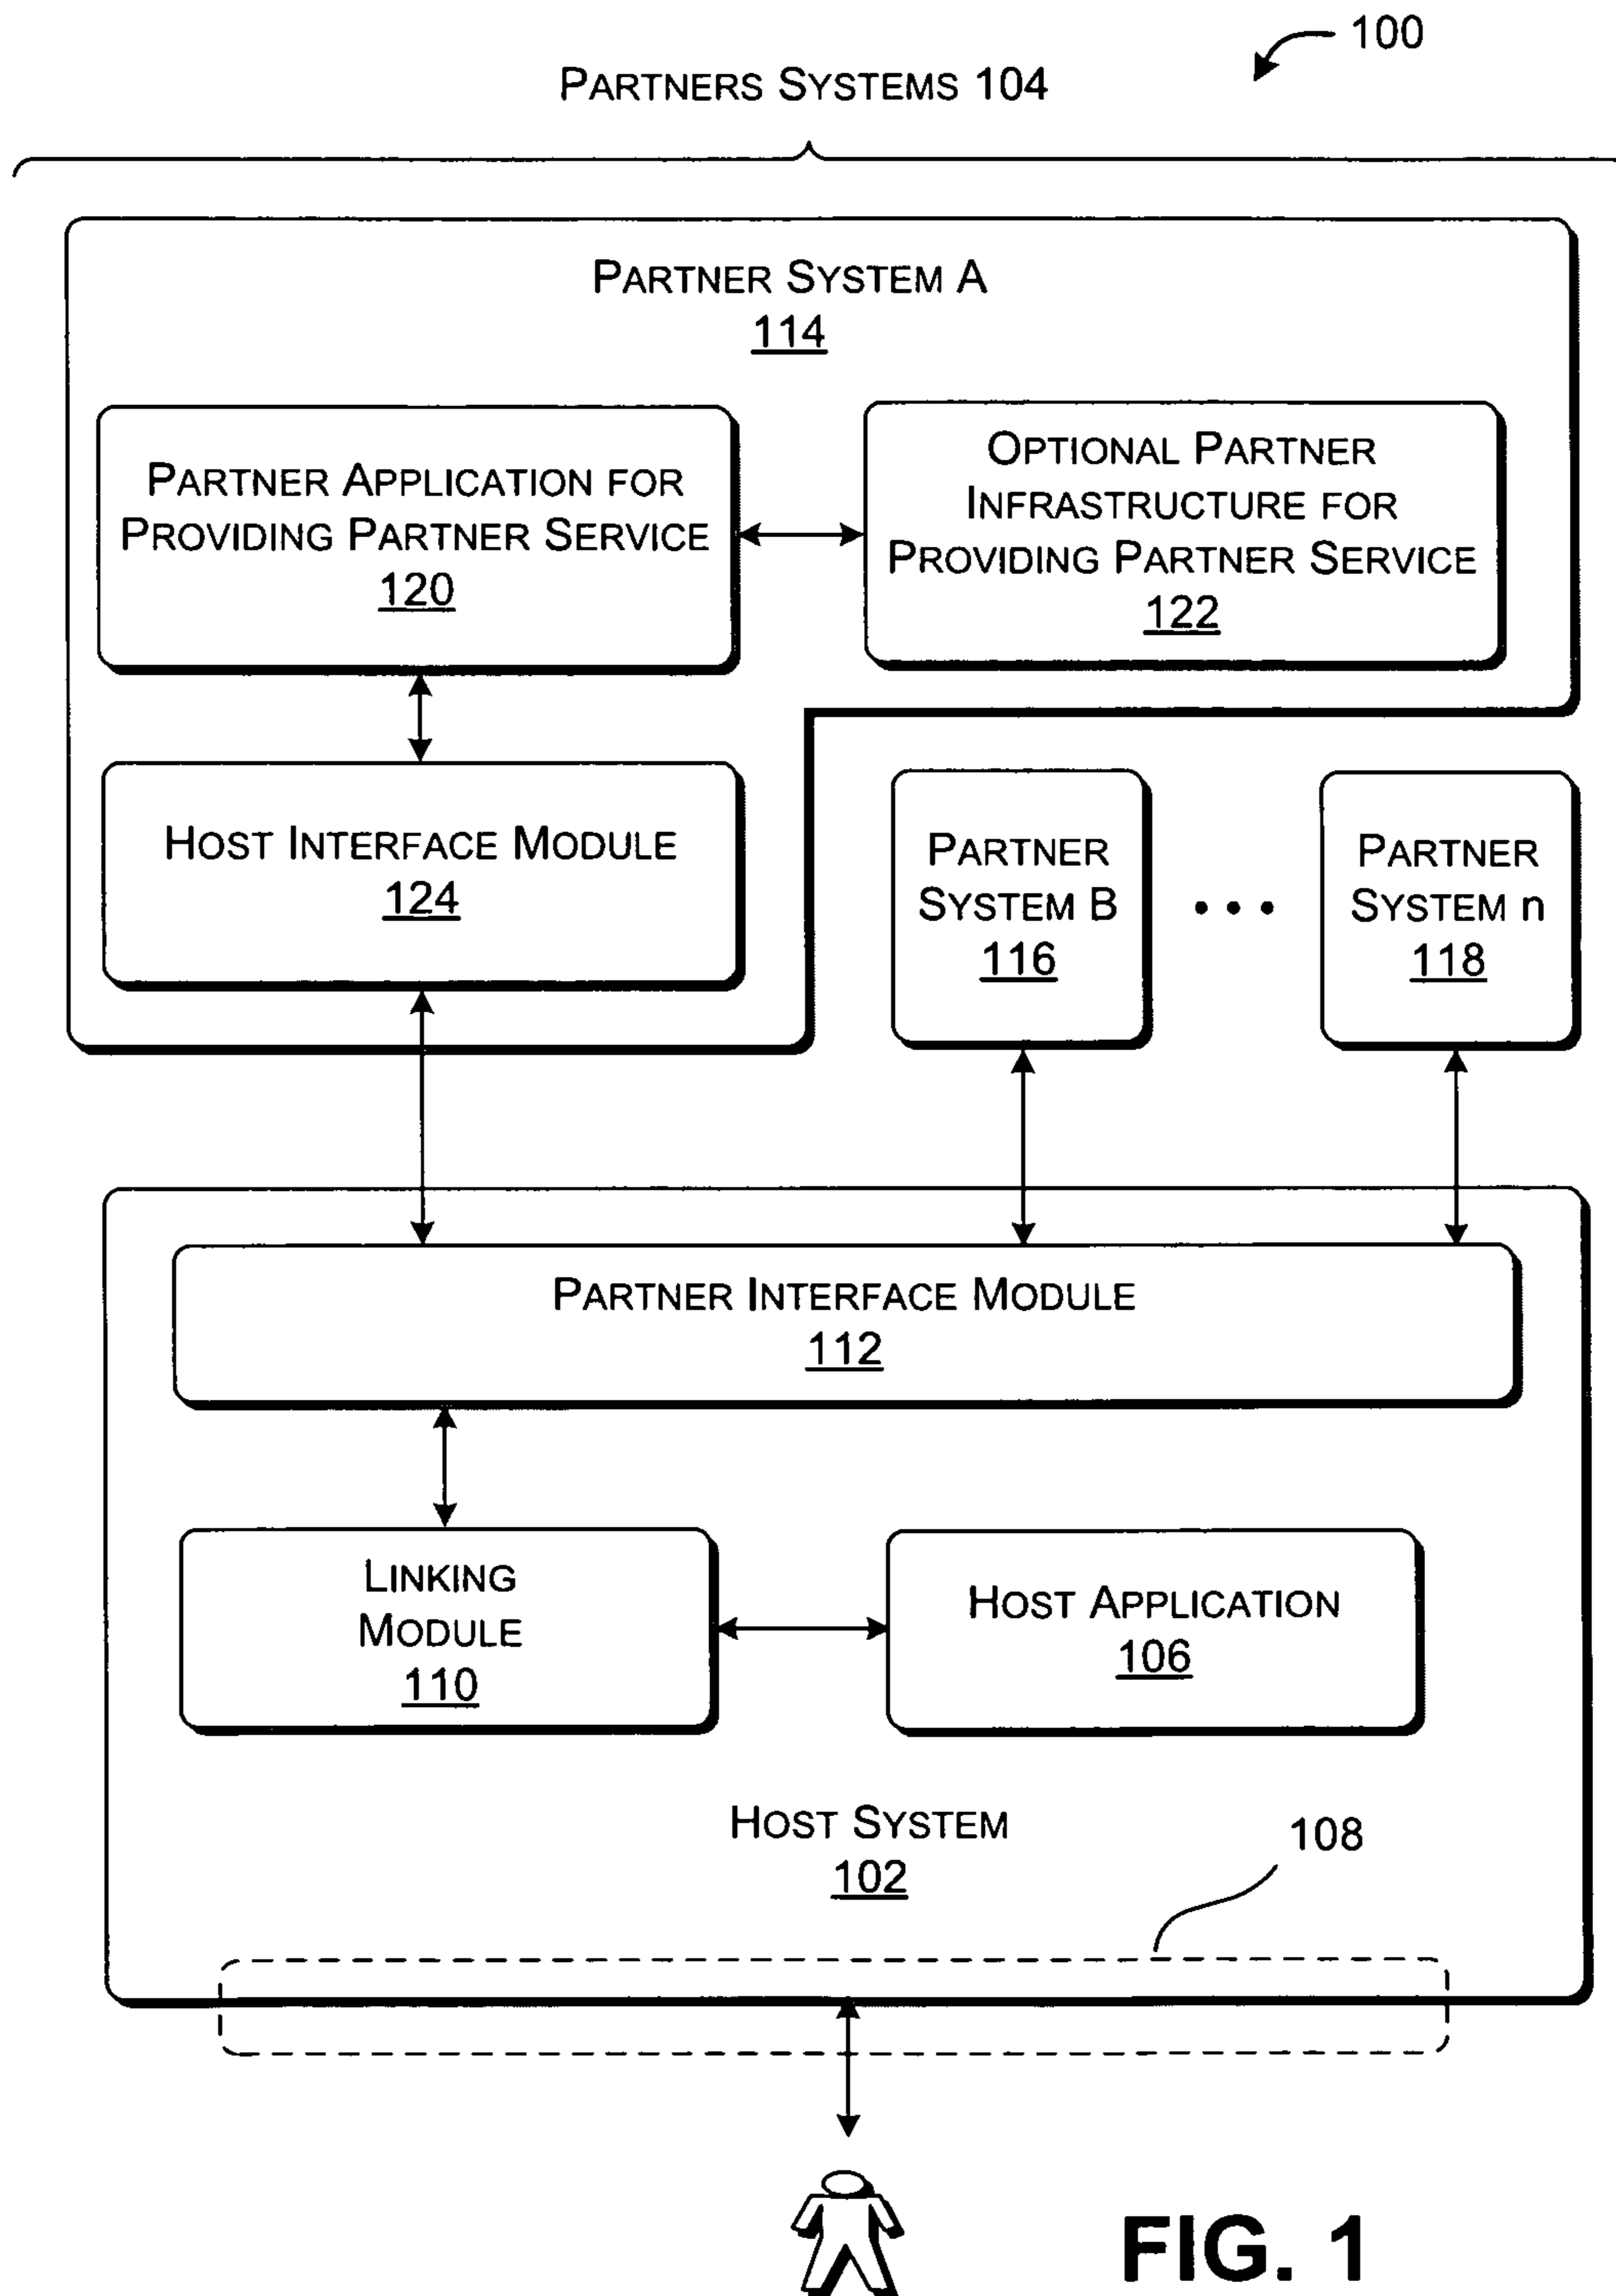 100
PARTNERS SYSTEMS 104
PARTNER SYSTEM A
114
PARTNER APPLICATION FOR
PROVIDING PARTNER SERVICE
120
OPTIONAL PARTNER
INFRASTRUCTURE FOR
PROVIDING PARTNER SERVICE
122
HOST INTERFACE MODULE
124
PARTNER
SYSTEM B
116
• • •
PARTNER
SYSTEM n
118
PARTNER INTERFACE MODULE
112
LINKING
MODULE
110
HOST APPLICATION
106
HOST SYSTEM
102
108
FIG. 1